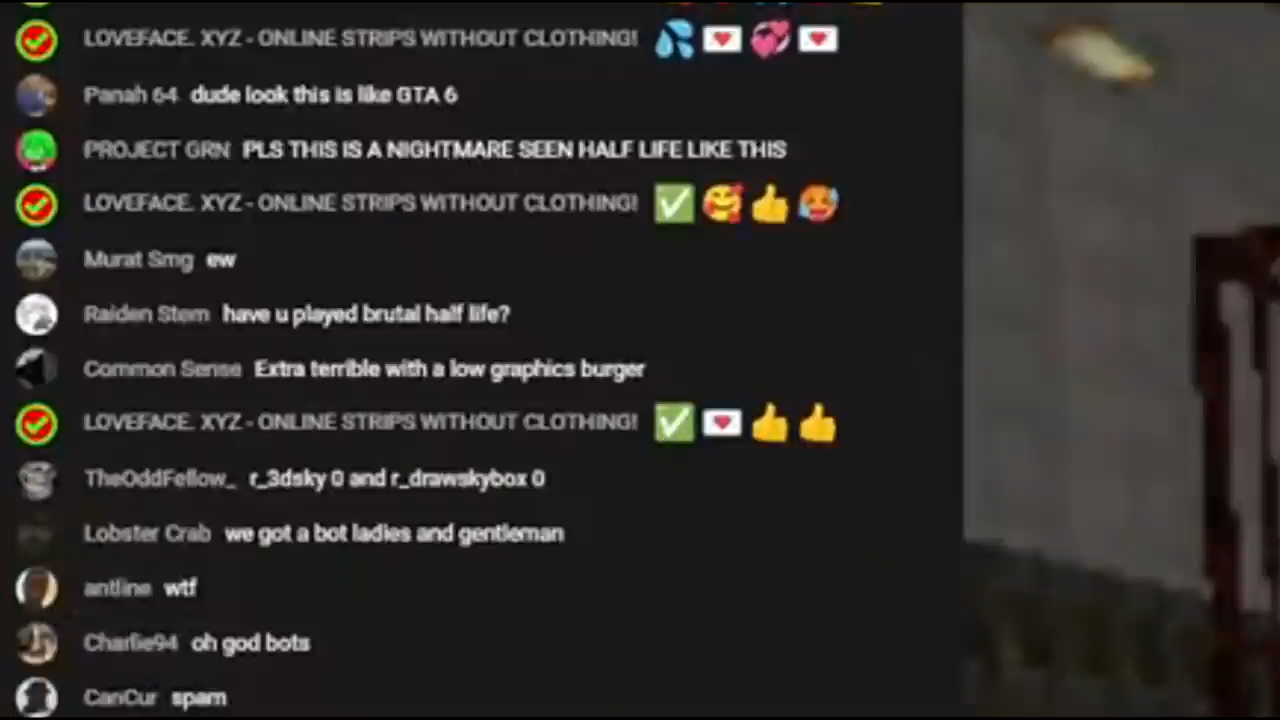 LOVEFACE. XYZ - ONLINE STRIPS WITHOUT CLOTHING! 💦 💌 💞 💌
Panah 64 dude look this is like GTA 6
PROJECT GRN PLS THIS IS A NIGHTMARE SEEN HALF LIFE LIKE THIS
LOVEFACE. XYZ - ONLINE STRIPS WITHOUT CLOTHING! ✅ 🥰 👍 🥵
Murat Smg ew
Raiden Stem have u played brutal half life?
Common Sense Extra terrible with a low graphics burger
LOVEFACE. XYZ - ONLINE STRIPS WITHOUT CLOTHING! ✅ 💌 👍 👍
TheOddFellow_ r_3dsky 0 and r_drawskybox 0
Lobster Crab we got a bot ladies and gentleman
antline wtf
Charlie94 oh god bots
CanCur spam